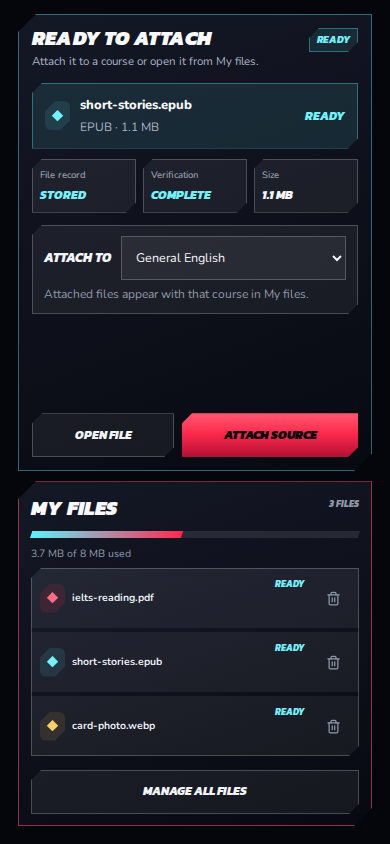 READY TO ATTACH
READY
Attach it to a course or open it from My files.
short-stories.epub
EPUB · 1.1 MB
READY
File record
STORED
Verification
COMPLETE
Size
1.1 MB
ATTACH TO
General English
Attached files appear with that course in My files.
OPEN FILE
ATTACH SOURCE
MY FILES
3 FILES
3.7 MB of 8 MB used
ielts-reading.pdf
READY
short-stories.epub
READY
card-photo.webp
READY
MANAGE ALL FILES